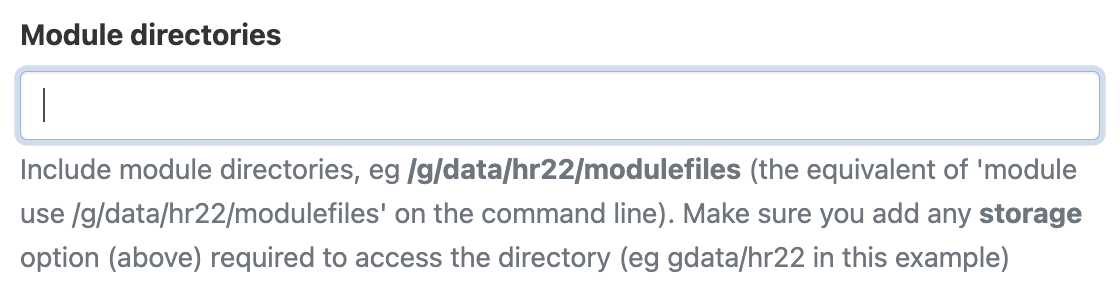 Module directories
Include module directories, eg /g/data/hr22/modulefiles (the equivalent of 'module
use /g/data/hr22/modulefiles' on the command line). Make sure you add any storage
option (above) required to access the directory (eg gdata/hr22 in this example)